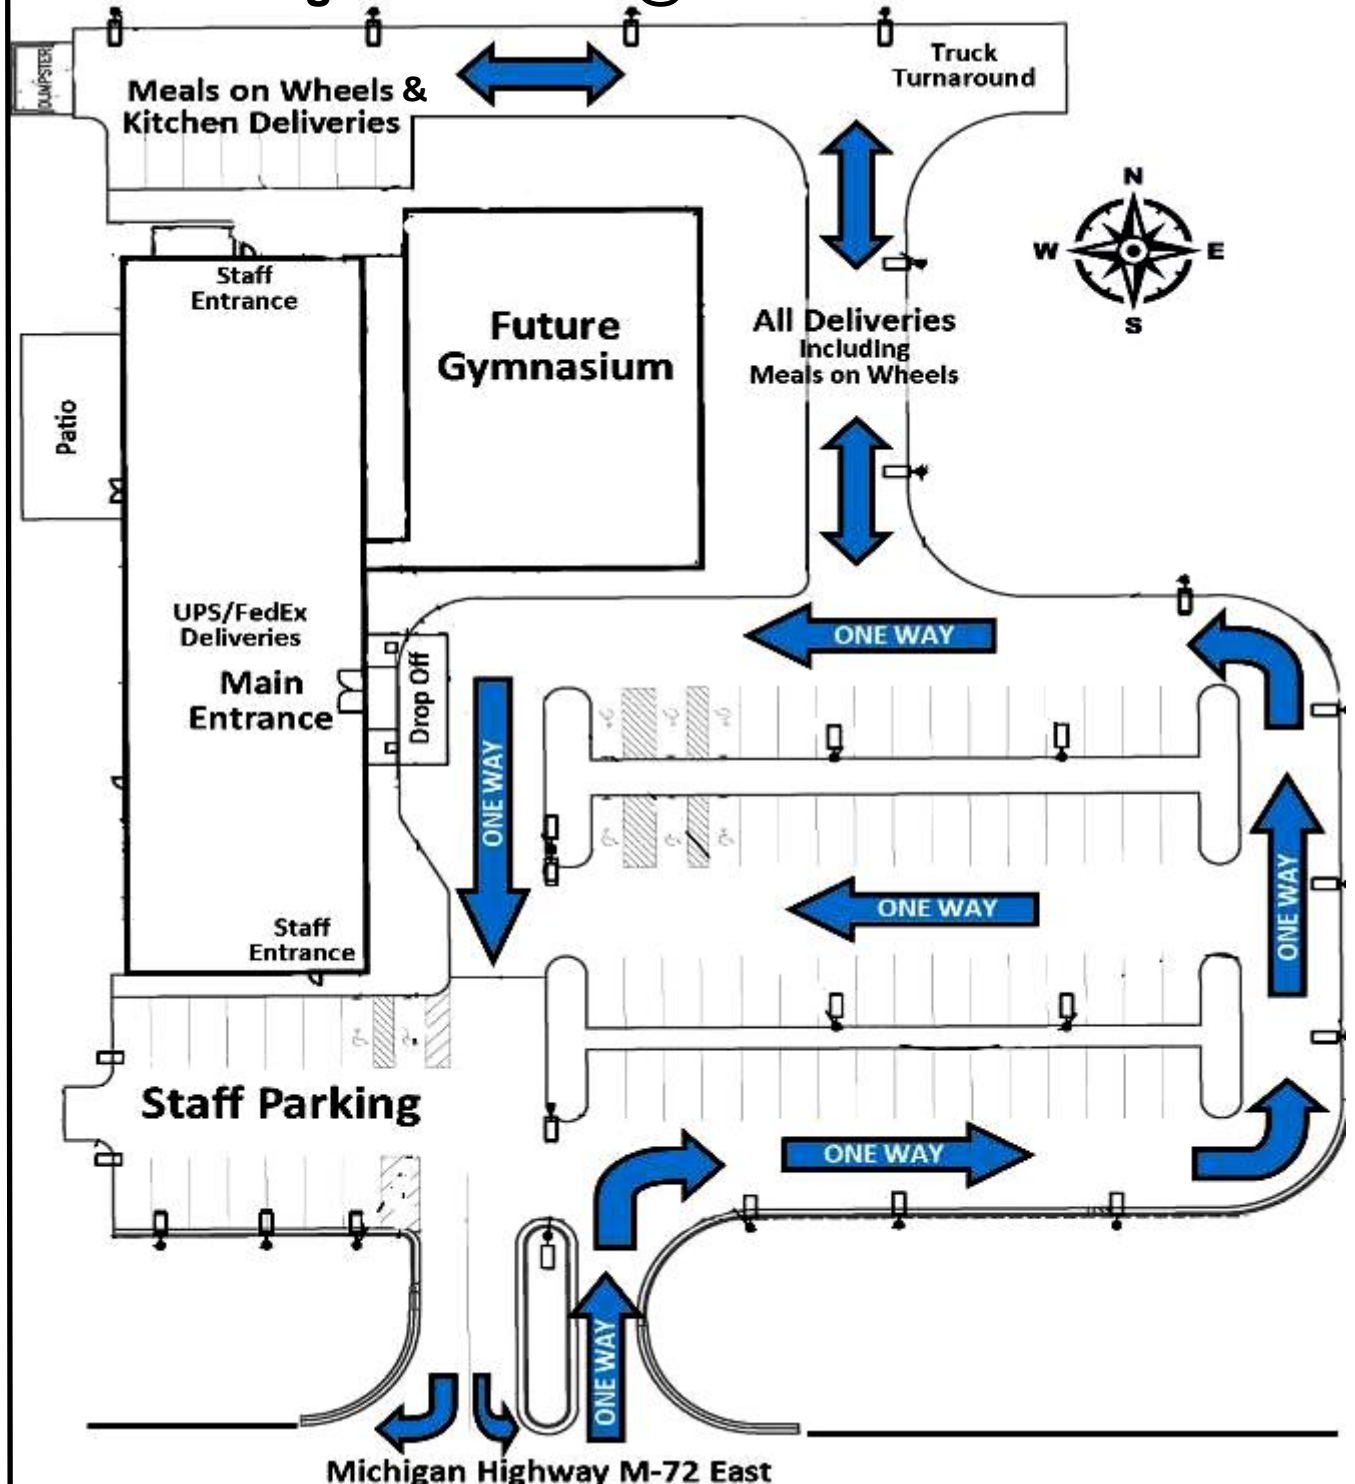 DUMPSTER
Meals on Wheels &
Kitchen Deliveries
Truck
Turnaround
N
W
E
S
Staff
Entrance
Future
Gymnasium
All Deliveries
Including
Meals on Wheels
Patio
UPS/FedEx
Deliveries
Main
Entrance
Drop Off
ONE WAY
ONE WAY
ONE WAY
ONE WAY
Staff
Entrance
Staff Parking
ONE WAY
ONE WAY
Michigan Highway M-72 East